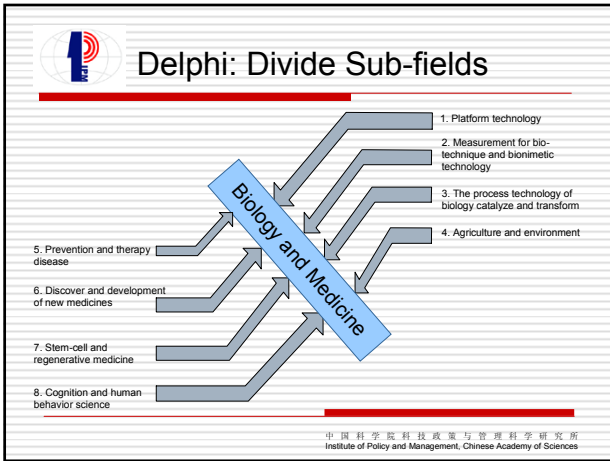 IPM
Delphi: Divide Sub-fields
1. Platform technology
2. Measurement for bio-
technique and bionimetic
technology
3. The process technology of
biology catalyze and transform
4. Agriculture and environment
Biology and Medicine
5. Prevention and therapy
disease
6. Discover and development
of new medicines
7. Stem-cell and
regenerative medicine
8. Cognition and human
behavior science
中国科学院科技政策与管理科学研究所
Institute of Policy and Management, Chinese Academy of Sciences